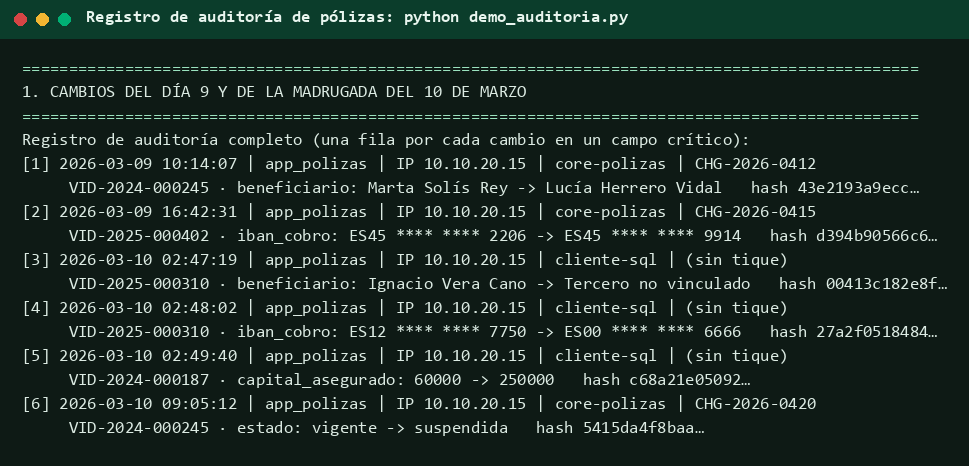 Registro de auditoría de pólizas: python demo_auditoria.py
================================================================================================
1. CAMBIOS DEL DÍA 9 Y DE LA MADRUGADA DEL 10 DE MARZO
================================================================================================
Registro de auditoría completo (una fila por cada cambio en un campo crítico):
[1] 2026-03-09 10:14:07 | app_polizas | IP 10.10.20.15 | core-polizas | CHG-2026-0412
VID-2024-000245 · beneficiario: Marta Solís Rey -> Lucía Herrero Vidal   hash 43e2193a9ecc…
[2] 2026-03-09 16:42:31 | app_polizas | IP 10.10.20.15 | core-polizas | CHG-2026-0415
VID-2025-000402 · iban_cobro: ES45 **** **** 2206 -> ES45 **** **** 9914   hash d394b90566c6…
[3] 2026-03-10 02:47:19 | app_polizas | IP 10.10.20.15 | cliente-sql | (sin tique)
VID-2025-000310 · beneficiario: Ignacio Vera Cano -> Tercero no vinculado   hash 00413c182e8f…
[4] 2026-03-10 02:48:02 | app_polizas | IP 10.10.20.15 | cliente-sql | (sin tique)
VID-2025-000310 · iban_cobro: ES12 **** **** 7750 -> ES00 **** **** 6666   hash 27a2f0518484…
[5] 2026-03-10 02:49:40 | app_polizas | IP 10.10.20.15 | cliente-sql | (sin tique)
VID-2024-000187 · capital_asegurado: 60000 -> 250000   hash c68a21e05092…
[6] 2026-03-10 09:05:12 | app_polizas | IP 10.10.20.15 | core-polizas | CHG-2026-0420
VID-2024-000245 · estado: vigente -> suspendida   hash 5415da4f8baa…